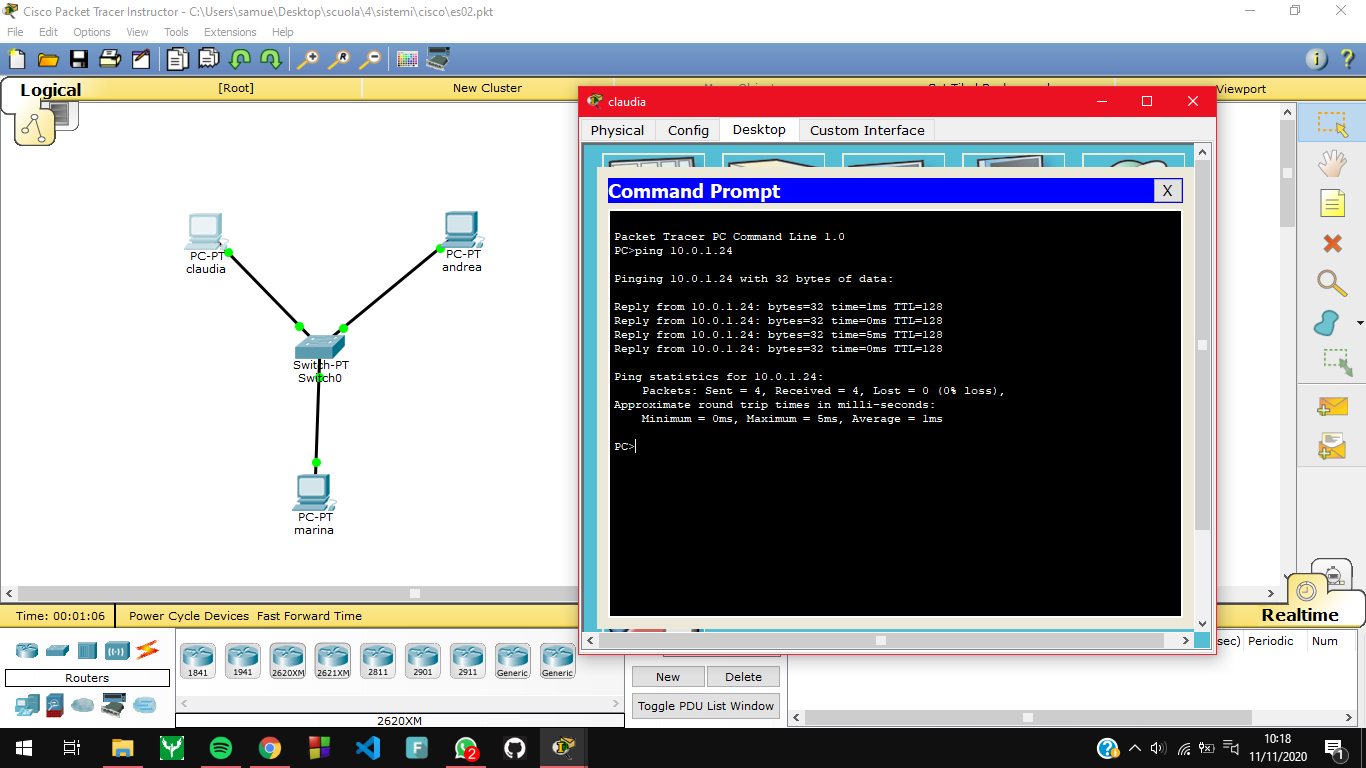 Cisco Packet Tracer Instructor - C:\Users\samue\Desktop\scuola\4\sistemi\cisco\es02.pkt
File Edit Options View Tools Extensions Help
Logical [Root] New Cluster Viewport
claudia
Physical Config Desktop Custom Interface
Command Prompt X
Packet Tracer PC Command Line 1.0
PC>ping 10.0.1.24
Pinging 10.0.1.24 with 32 bytes of data:
Reply from 10.0.1.24: bytes=32 time=1ms TTL=128
Reply from 10.0.1.24: bytes=32 time=0ms TTL=128
Reply from 10.0.1.24: bytes=32 time=5ms TTL=128
Reply from 10.0.1.24: bytes=32 time=0ms TTL=128
Ping statistics for 10.0.1.24:
Packets: Sent = 4, Received = 4, Lost = 0 (0% loss),
Approximate round trip times in milli-seconds:
Minimum = 0ms, Maximum = 5ms, Average = 1ms
PC>
PC-PT
claudia
PC-PT
andrea
Switch-PT
Switch0
PC-PT
marina
Time: 00:01:06 Power Cycle Devices Fast Forward Time
Realtime
Routers
1841 1941 2620XM 2621XM 2811 2901 2911 Generic Generic
2620XM
New Delete
Toggle PDU List Window
sec) Periodic Num
2
10:18
11/11/2020
1